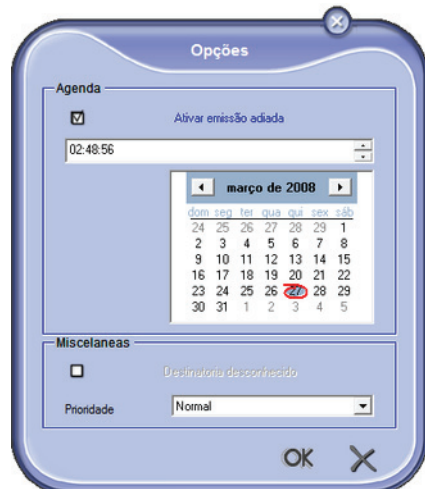 Opções
Agenda
Ativar emissão adiada
02:48:56
março de 2008
dom seg ter qua qui sex sáb
24 25 26 27 28 29 1
2 3 4 5 6 7 8
9 10 11 12 13 14 15
16 17 18 19 20 21 22
23 24 25 26 27 28 29
30 31 1 2 3 4 5
Miscelaneas
Destinatoria desconhecido
Prioridade Normal
OK